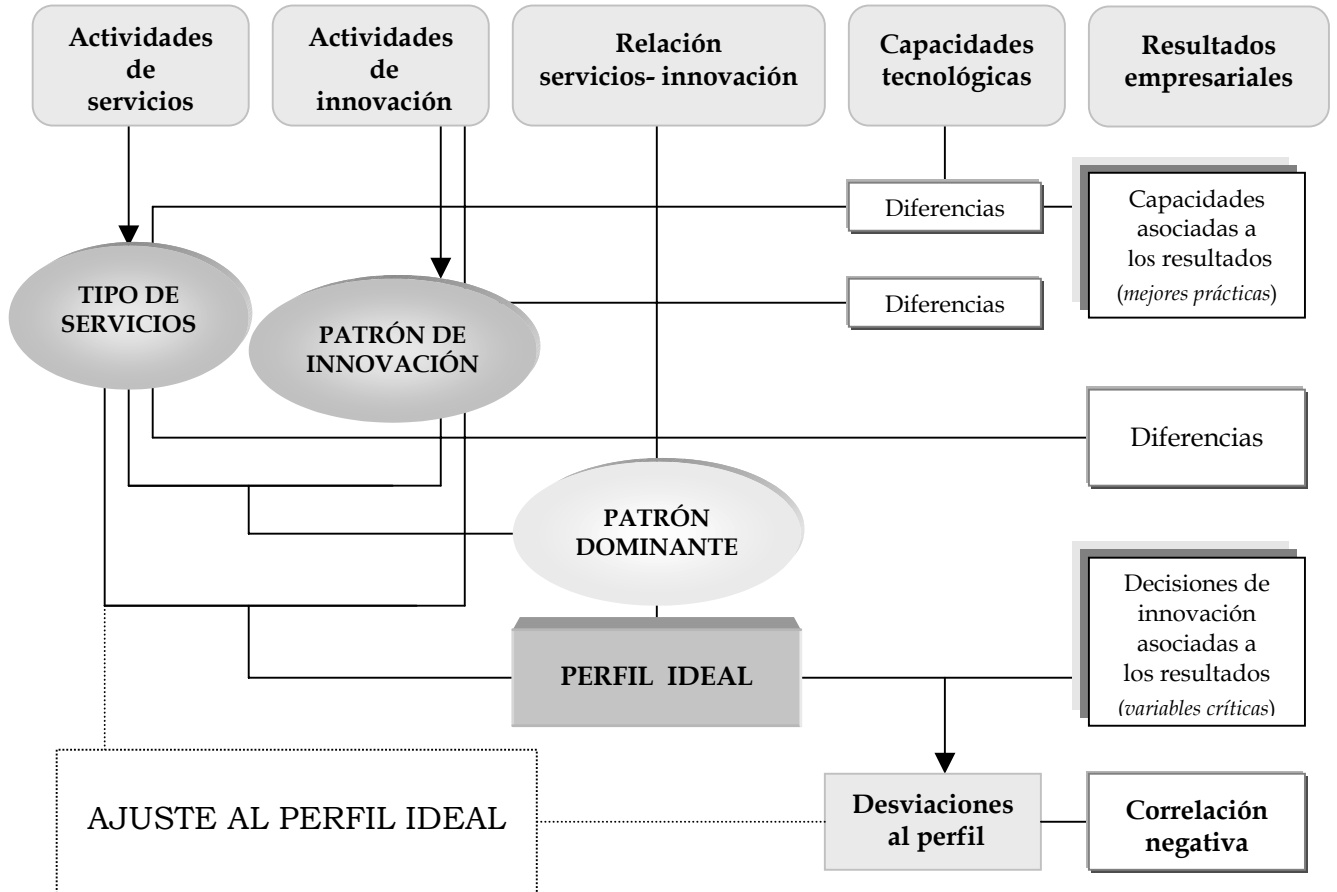 Actividades
de
servicios
Actividades
de
innovación
Relación
servicios- innovación
Capacidades
tecnológicas
Resultados
empresariales
Diferencias
Capacidades
asociadas a
los resultados
(mejores prácticas)
TIPO DE
SERVICIOS
Diferencias
PATRÓN DE
INNOVACIÓN
Diferencias
PATRÓN
DOMINANTE
Decisiones de
innovación
asociadas a
los resultados
(variables críticas)
PERFIL IDEAL
AJUSTE AL PERFIL IDEAL
Desviaciones
al perfil
Correlación
negativa